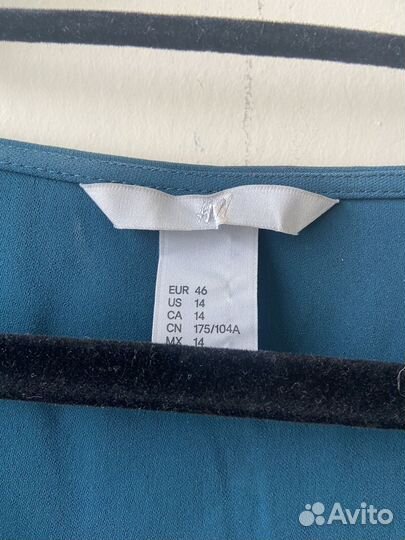 H&M
EUR 46
US 14
CA 14
CN 175/104A
MX 14
Avito